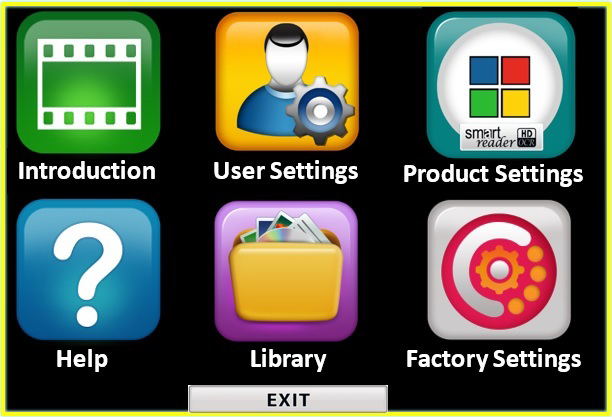 smart reader HD OCR
Introduction
User Settings
Product Settings
?
Help
Library
Factory Settings
EXIT